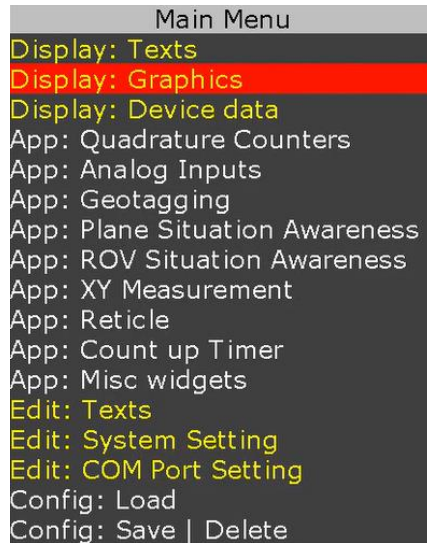 Main Menu
Display: Texts
Display: Graphics
Display: Device data
App: Quadrature Counters
App: Analog Inputs
App: Geotagging
App: Plane Situation Awareness
App: ROV Situation Awareness
App: XY Measurement
App: Reticle
App: Count up Timer
App: Misc widgets
Edit: Texts
Edit: System Setting
Edit: COM Port Setting
Config: Load
Config: Save | Delete